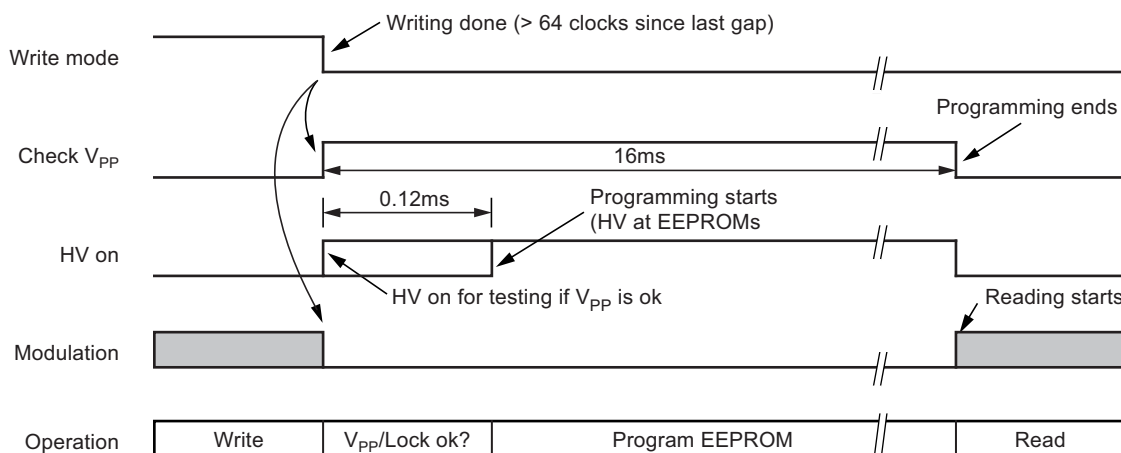 Writing done (> 64 clocks since last gap)
Write mode
Programming ends
Check VPP
16ms
0.12ms
Programming starts
(HV at EEPROMs
HV on
HV on for testing if VPP is ok
Reading starts
Modulation
Operation
Write
VPP/Lock ok?
Program EEPROM
Read